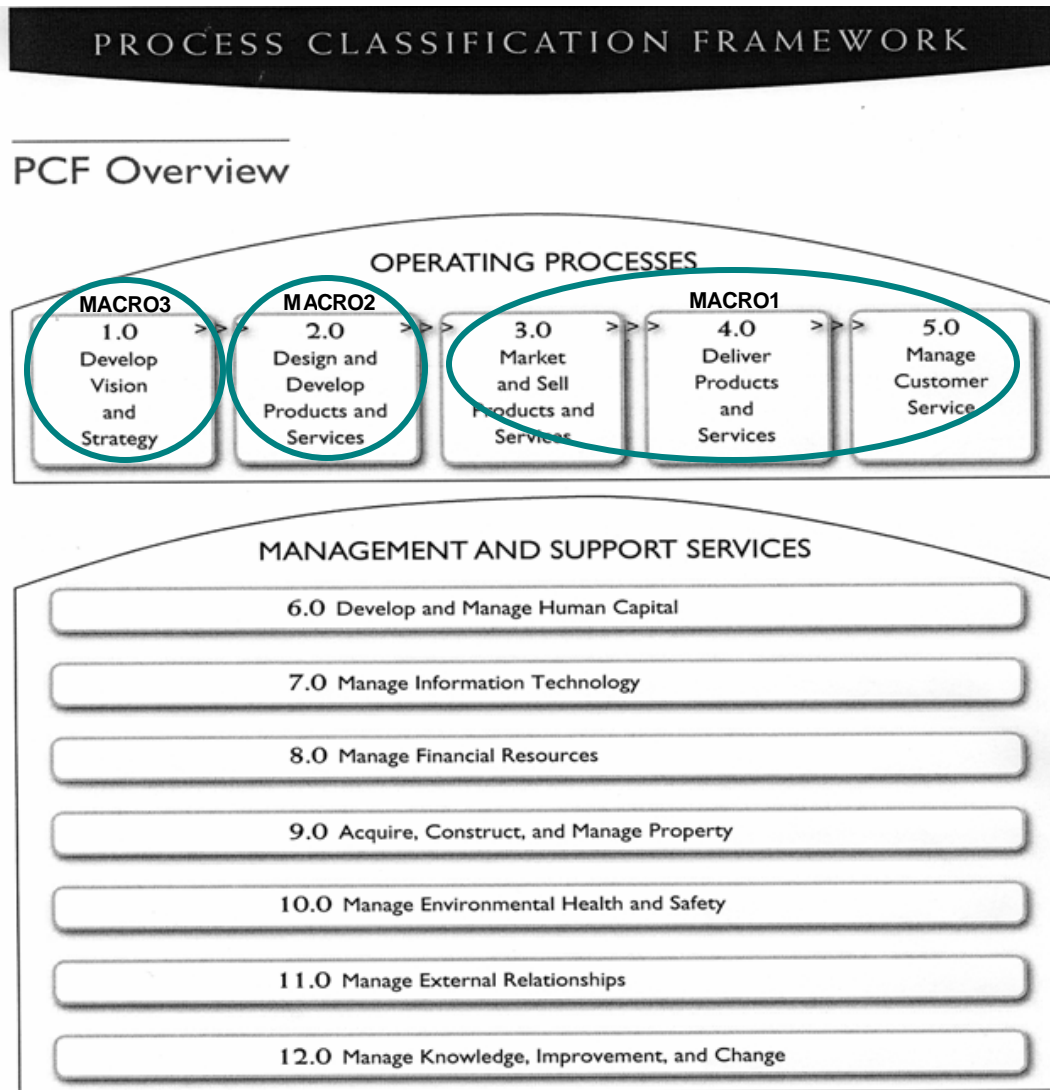 PROCESS CLASSIFICATION FRAMEWORK
PCF Overview
OPERATING PROCESSES
MACRO3
1.0
Develop
Vision
and
Strategy
> > >
MACRO2
2.0
Design and
Develop
Products and
Services
> > >
MACRO1
3.0
Market
and Sell
Products and
Services
> > >
4.0
Deliver
Products
and
Services
> > >
5.0
Manage
Customer
Service
MANAGEMENT AND SUPPORT SERVICES
6.0 Develop and Manage Human Capital
7.0 Manage Information Technology
8.0 Manage Financial Resources
9.0 Acquire, Construct, and Manage Property
10.0 Manage Environmental Health and Safety
11.0 Manage External Relationships
12.0 Manage Knowledge, Improvement, and Change